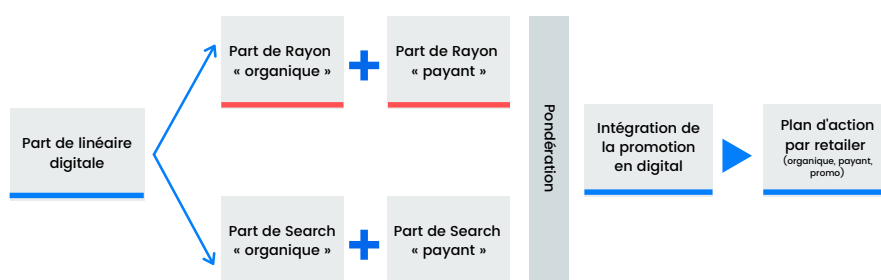 Part de linéaire
digitale
Part de Rayon
« organique »
Part de Rayon
« payant »
Part de Search
« organique »
Part de Search
« payant »
Pondération
Intégration de
la promotion
en digital
Plan d'action
par retailer
(organique, payant,
promo)